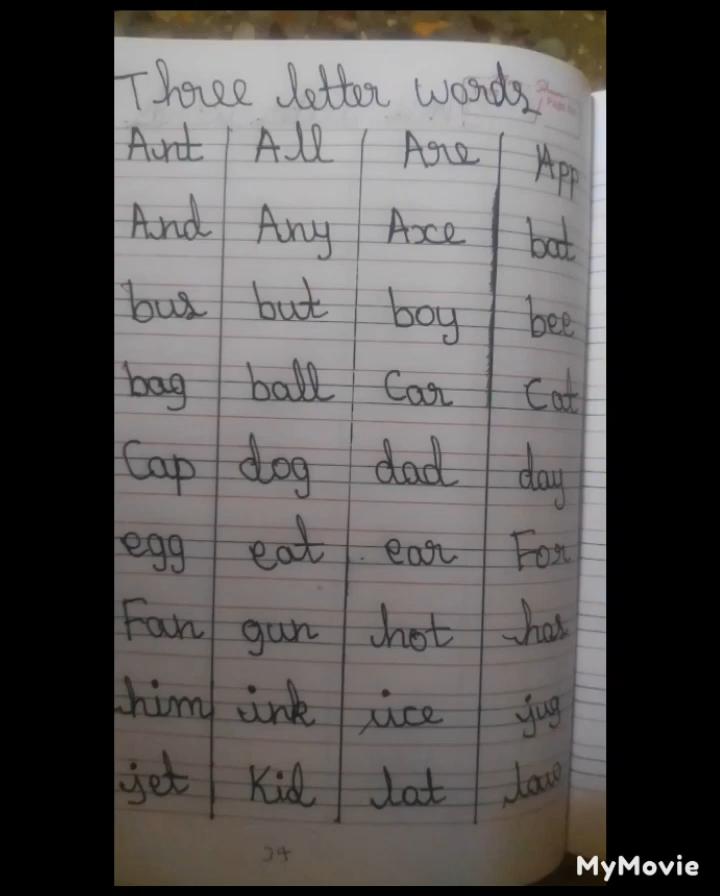 Three letter words
Ant All Are App
And Any Axe bat
bus but boy bee
bag ball Car Cat
Cap dog dad day
egg eat ear For
Fan gun hot has
him ink ice jug
jet Kid lat law
34
MyMovie